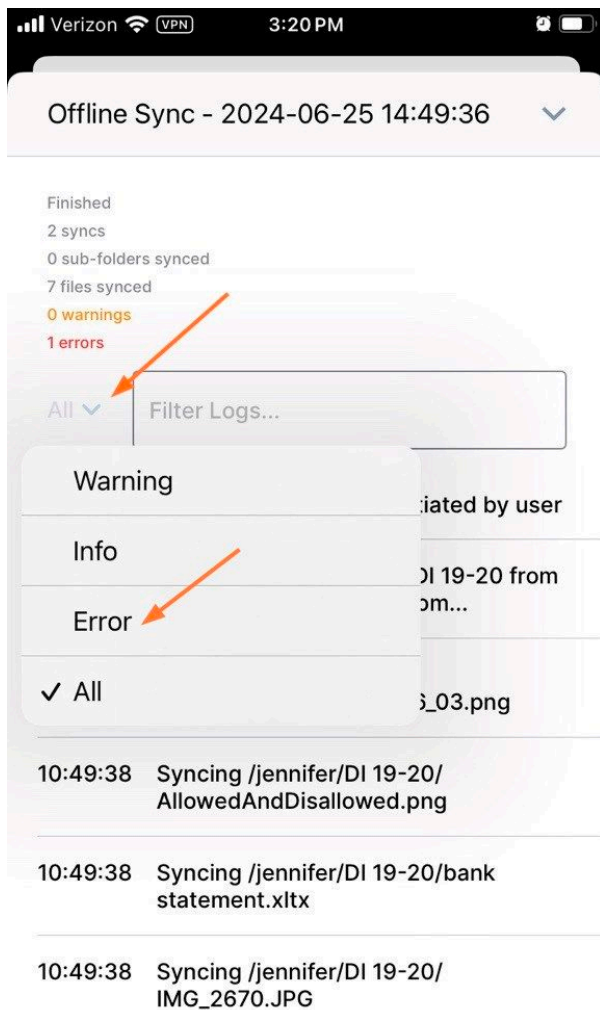 Verizon VPN 3:20 PM
Offline Sync - 2024-06-25 14:49:36
Finished
2 syncs
0 sub-folders synced
7 files synced
0 warnings
1 errors
All Filter Logs...
Warning
Info
Error
✓ All
tiated by user
DI 19-20 from
om...
6_03.png
10:49:38 Syncing /jennifer/DI 19-20/
AllowedAndDisallowed.png
10:49:38 Syncing /jennifer/DI 19-20/bank
statement.xltx
10:49:38 Syncing /jennifer/DI 19-20/
IMG_2670.JPG